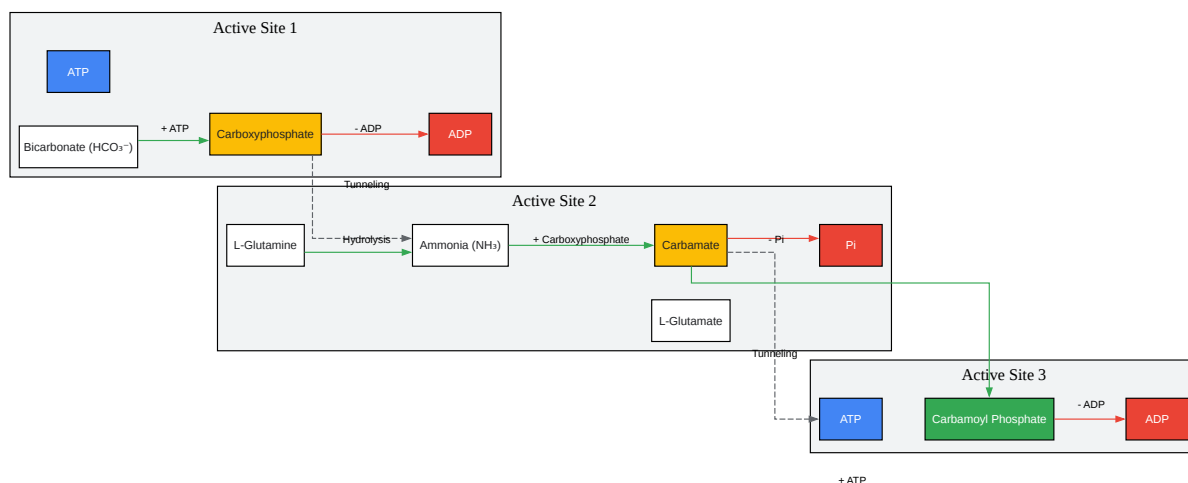 Active Site 1
ATP
+ ATP
Bicarbonate (HCO₃⁻)
Carboxyphosphate
- ADP
ADP
Tunneling
Active Site 2
L-Glutamine
Hydrolysis
Ammonia (NH₃)
+ Carboxyphosphate
Carbamate
- Pi
Pi
L-Glutamate
Tunneling
Active Site 3
ATP
Carbamoyl Phosphate
- ADP
ADP
+ ATP